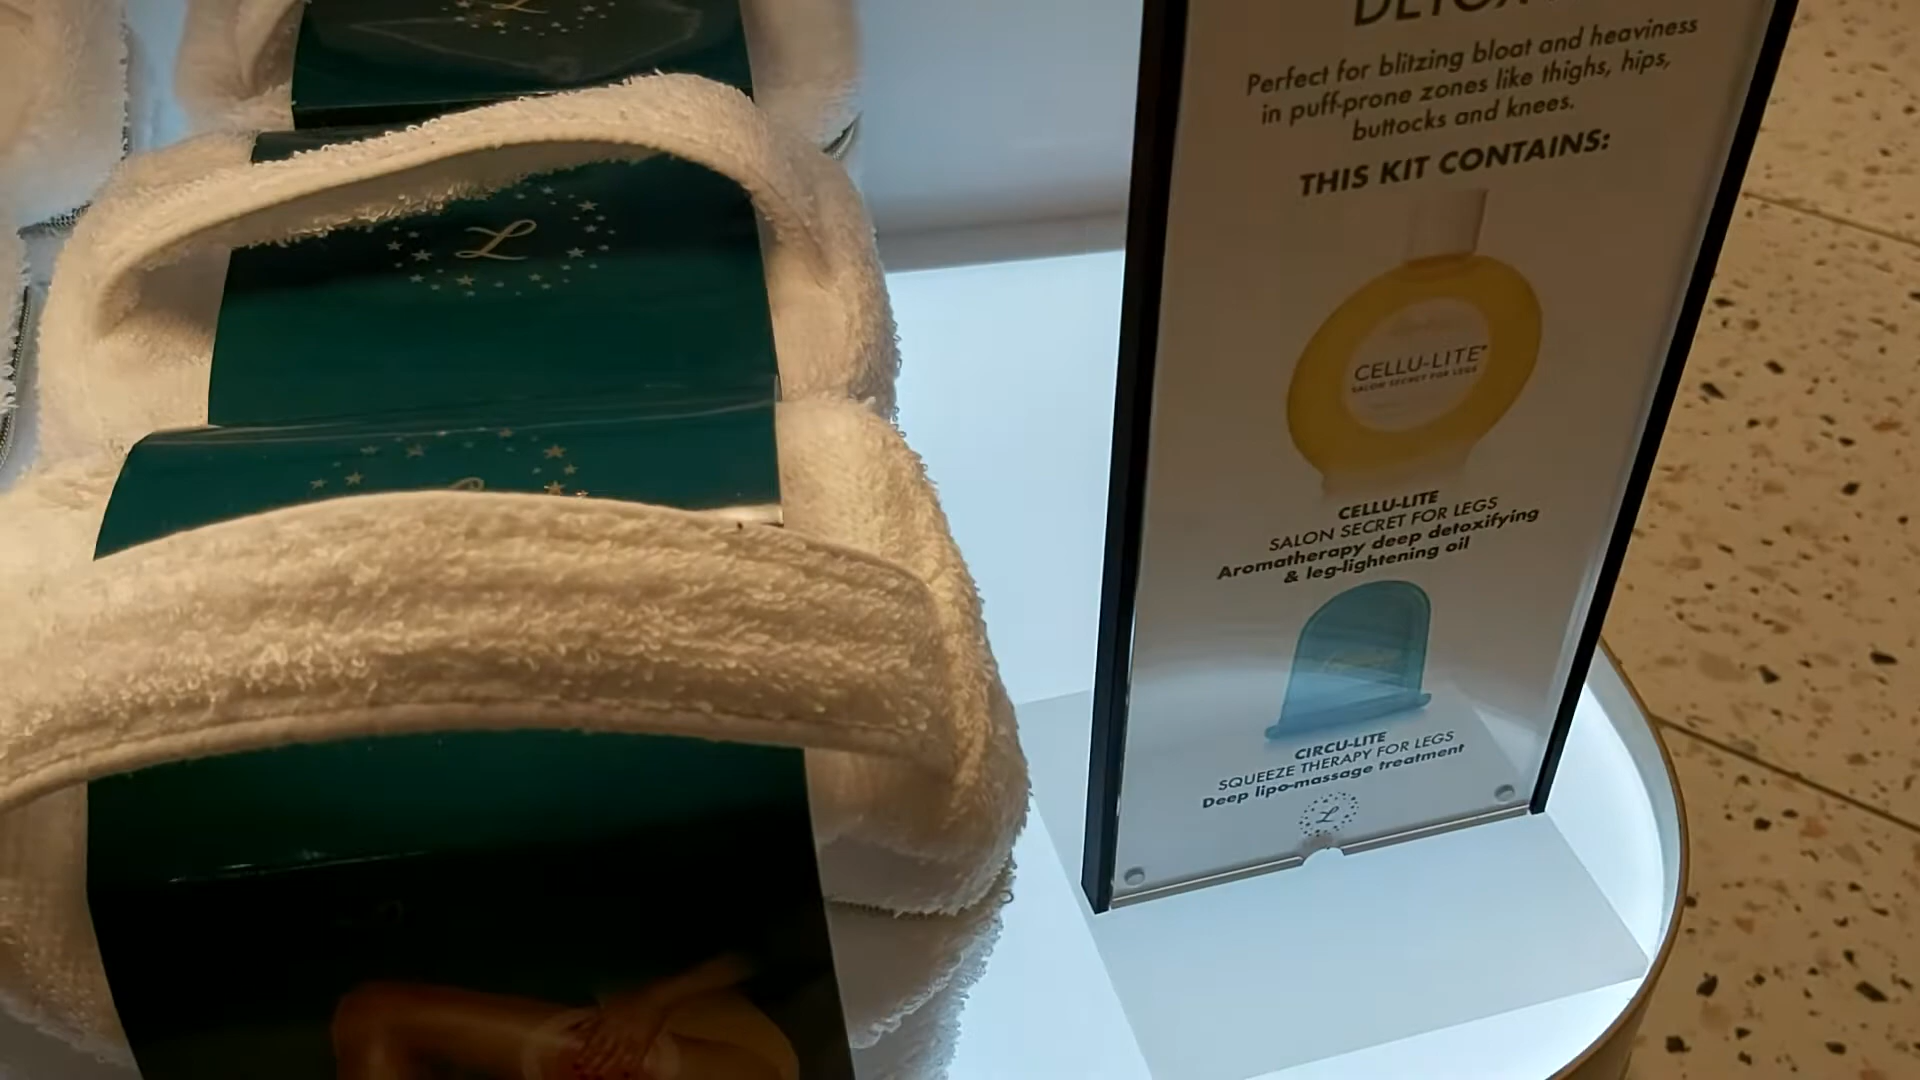 Perfect for blitzing bloat and heaviness
in puff-prone zones like thighs, hips,
buttocks and knees.
THIS KIT CONTAINS:
CELLU-LITE®
SALON SECRET FOR LEGS
CELLU-LITE
SALON SECRET FOR LEGS
Aromatherapy deep detoxifying
& leg-lightening oil
CIRCU-LITE
SQUEEZE THERAPY FOR LEGS
Deep lipo-massage treatment
L
L